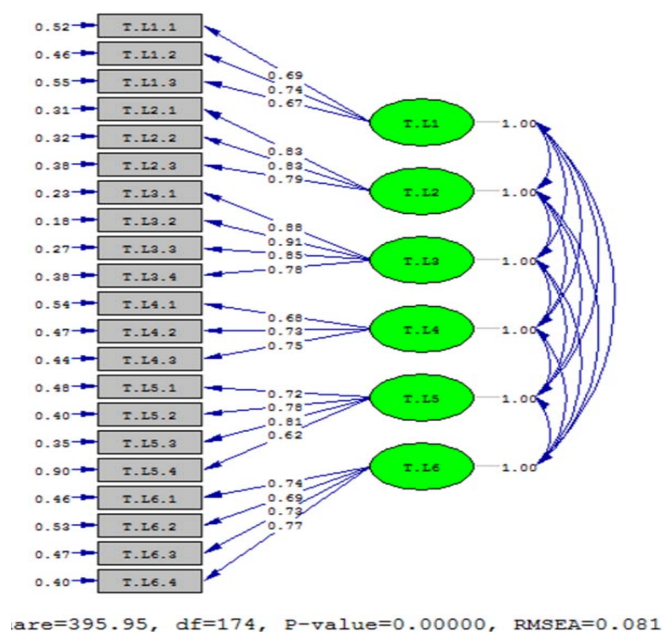 0.52 T.L1.1
0.46 T.L1.2
0.69
0.55 T.L1.3
0.74
0.67
0.31 T.L2.1
T.L1 1.00
0.32 T.L2.2
0.83
0.38 T.L2.3
0.83
0.79
0.23 T.L3.1
T.L2 1.00
0.18 T.L3.2
0.88
0.91
0.27 T.L3.3
0.85
T.L3 1.00
0.38 T.L3.4
0.78
0.54 T.L4.1
0.68
0.47 T.L4.2
0.73
T.L4 1.00
0.44 T.L4.3
0.75
0.48 T.L5.1
0.72
0.40 T.L5.2
0.78
T.L5 1.00
0.35 T.L5.3
0.81
0.62
0.90 T.L5.4
T.L6 1.00
0.46 T.L6.1
0.74
0.53 T.L6.2
0.69
0.73
0.47 T.L6.3
0.77
0.40 T.L6.4
are=395.95, df=174, P-value=0.00000, RMSEA=0.081